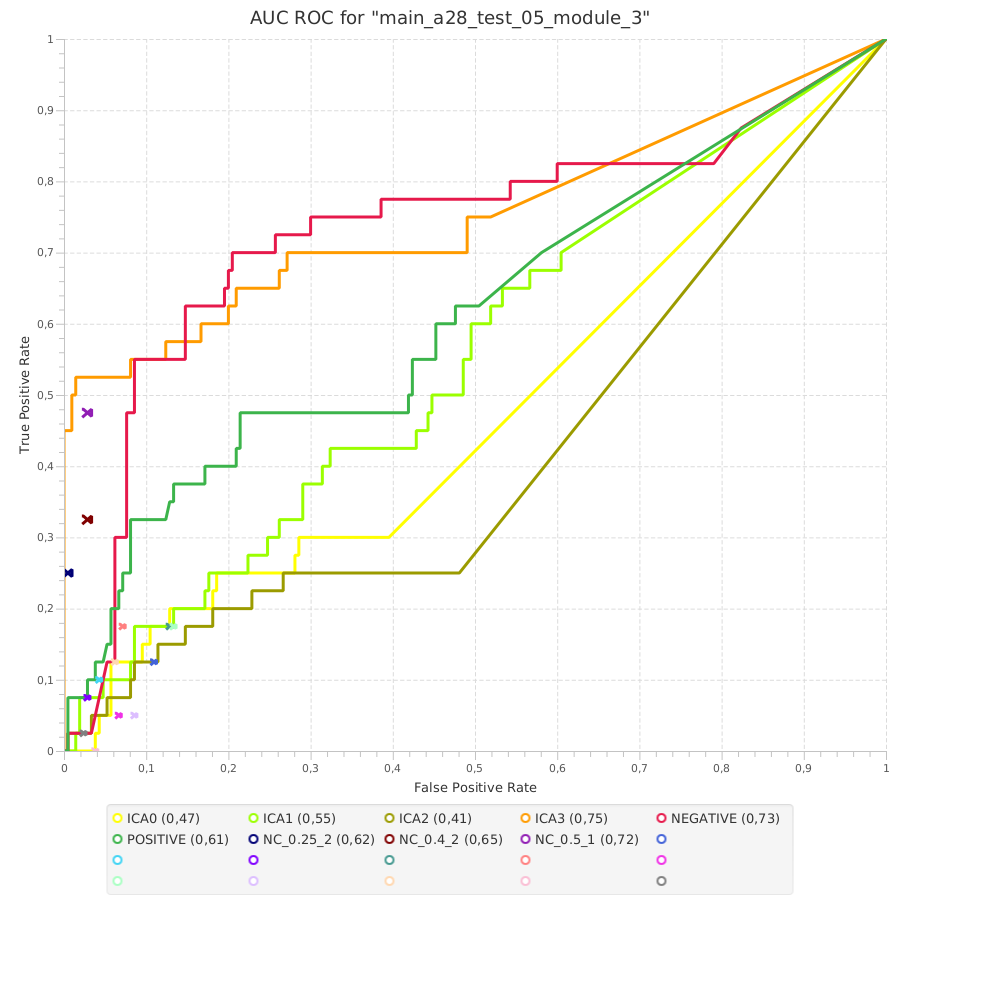 AUC ROC for "main_a28_test_05_module_3"
1
0,9
0,8
0,7
0,6
0,5
0,4
0,3
0,2
0,1
0
True Positive Rate
0 0,1 0,2 0,3 0,4 0,5 0,6 0,7 0,8 0,9 1
False Positive Rate
ICA0 (0,47) ICA1 (0,55) ICA2 (0,41) ICA3 (0,75) NEGATIVE (0,73)
POSITIVE (0,61) NC_0.25_2 (0,62) NC_0.4_2 (0,65) NC_0.5_1 (0,72)